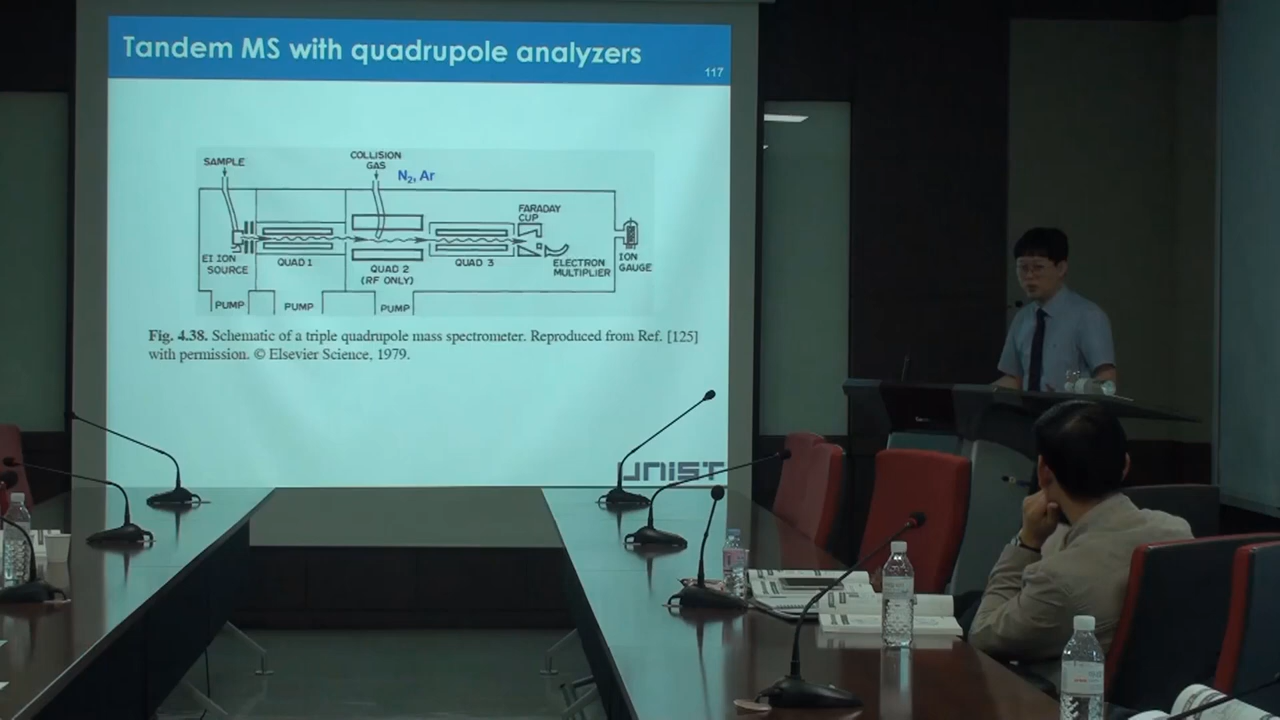 Tandem MS with quadrupole analyzers
117
SAMPLE
COLLISION
GAS
N2, Ar
FARADAY
CUP
EI ION
SOURCE
QUAD 1
QUAD 2
(RF ONLY)
QUAD 3
ELECTRON
MULTIPLIER
ION
GAUGE
PUMP
PUMP
PUMP
Fig. 4.38. Schematic of a triple quadrupole mass spectrometer. Reproduced from Ref. [125]
with permission. © Elsevier Science, 1979.
UNIST